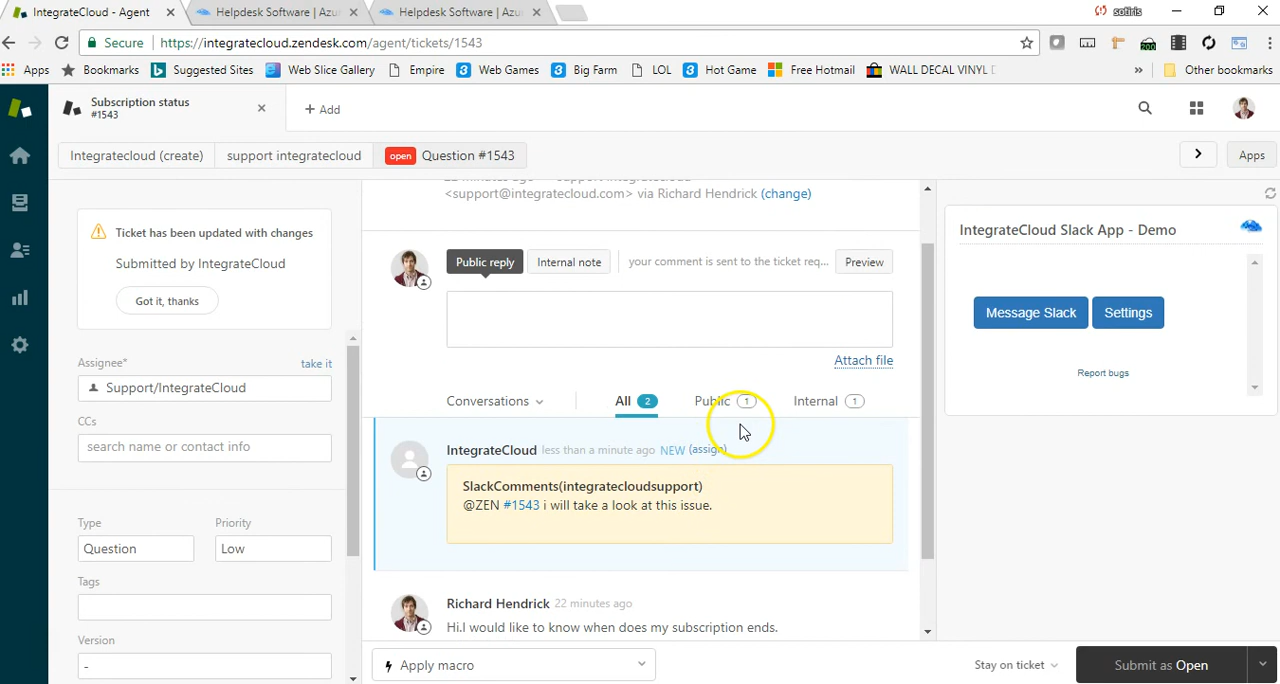 IntegrateCloud - Agent
Helpdesk Software | Azu
Helpdesk Software | Azu
sotiris
Secure
https://integratecloud.zendesk.com/agent/tickets/1543
Apps
Bookmarks
Suggested Sites
Web Slice Gallery
Empire
Web Games
Big Farm
LOL
Hot Game
Free Hotmail
WALL DECAL VINYL
»
Other bookmarks
Subscription status
#1543
+ Add
Integratecloud (create)
support integratecloud
open Question #1543
Apps
22 minutes ago
support integratecloud
<support@integratecloud.com> via Richard Hendrick (change)
Ticket has been updated with changes
Submitted by IntegrateCloud
Got it, thanks
Assignee*
take it
Support/IntegrateCloud
CCs
search name or contact info
Type
Priority
Question
Low
Tags
Version
-
Public reply
Internal note
your comment is sent to the ticket req...
Preview
Attach file
Conversations
All 2
Public 1
Internal 1
IntegrateCloud less than a minute ago NEW (assign)
SlackComments(integratecloudsupport)
@ZEN #1543 i will take a look at this issue.
Richard Hendrick 22 minutes ago
Hi.I would like to know when does my subscription ends.
Apply macro
Stay on ticket
Submit as Open
IntegrateCloud Slack App - Demo
Message Slack
Settings
Report bugs